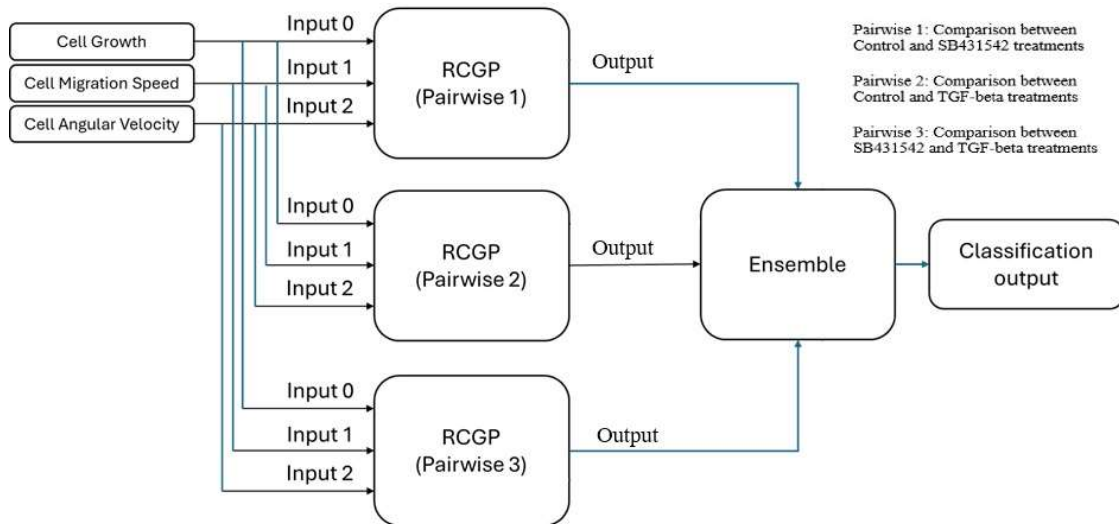 Cell Growth
Cell Migration Speed
Cell Angular Velocity
Input 0
Input 1
Input 2
RCGP
(Pairwise 1)
Output
Pairwise 1: Comparison between
Control and SB431542 treatments
Pairwise 2: Comparison between
Control and TGF-beta treatments
Pairwise 3: Comparison between
SB431542 and TGF-beta treatments
Input 0
Input 1
Input 2
RCGP
(Pairwise 2)
Output
Ensemble
Classification
output
Input 0
Input 1
Input 2
RCGP
(Pairwise 3)
Output